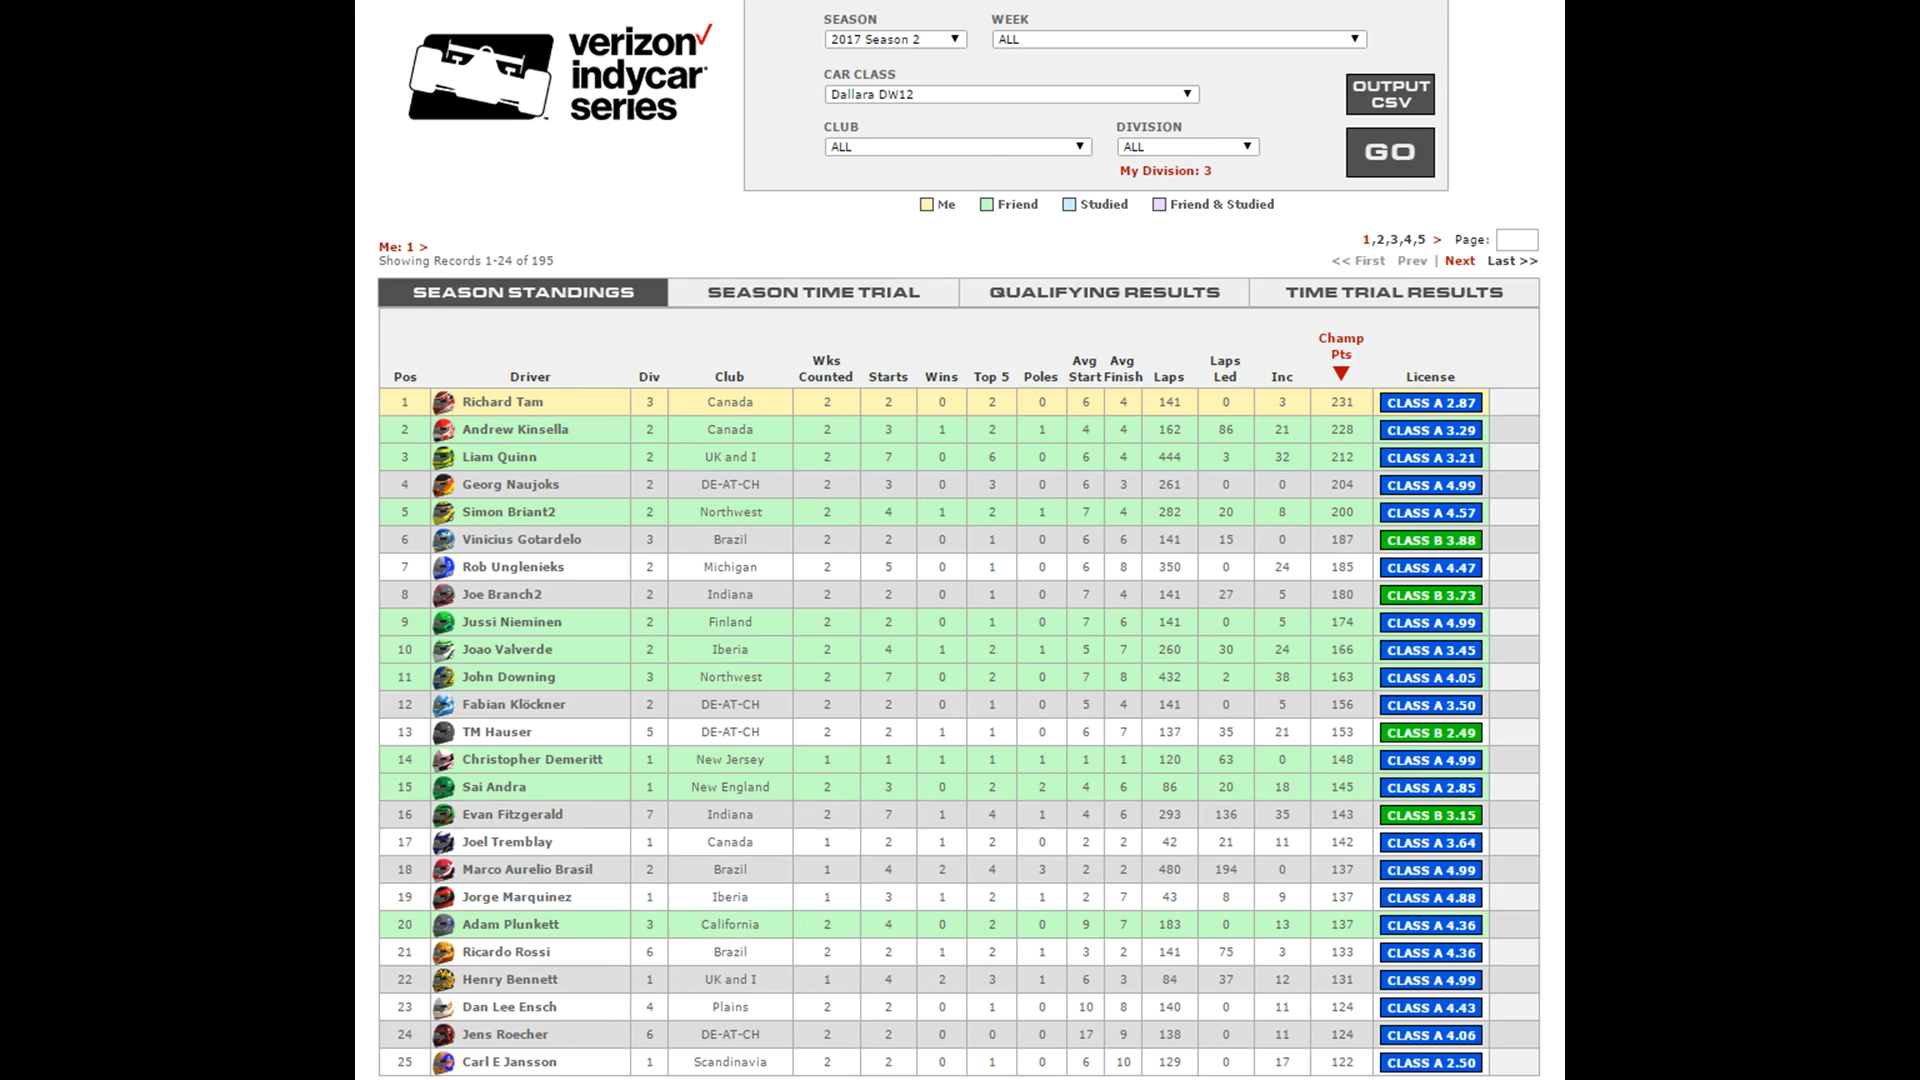 verizon
indycar
series
SEASON WEEK
2017 Season 2 ALL
CAR CLASS
Dallara DW12
OUTPUT
CSV
CLUB DIVISION
ALL ALL
GO
My Division: 3
Me Friend Studied Friend & Studied
Me: 1 >
Showing Records 1-24 of 195
1,2,3,4,5 > Page:
<< First Prev | Next Last >>
SEASON STANDINGS SEASON TIME TRIAL QUALIFYING RESULTS TIME TRIAL RESULTS
Pos Driver Div Club Wks Counted Starts Wins Top 5 Poles Avg Start Avg Finish Laps Laps Led Inc Champ Pts License
1 Richard Tam 3 Canada 2 2 0 2 0 6 4 141 0 3 231 CLASS A 2.87
2 Andrew Kinsella 2 Canada 2 3 1 2 1 4 4 162 86 21 228 CLASS A 3.29
3 Liam Quinn 2 UK and I 2 7 0 6 0 6 4 444 3 32 212 CLASS A 3.21
4 Georg Naujoks 2 DE-AT-CH 2 3 0 3 0 6 3 261 0 0 204 CLASS A 4.99
5 Simon Briant2 2 Northwest 2 4 1 2 1 7 4 282 20 8 200 CLASS A 4.57
6 Vinicius Gotardelo 3 Brazil 2 2 0 1 0 6 6 141 15 0 187 CLASS B 3.88
7 Rob Unglenieks 2 Michigan 2 5 0 1 0 6 8 350 0 24 185 CLASS A 4.47
8 Joe Branch2 2 Indiana 2 2 0 1 0 7 4 141 27 5 180 CLASS B 3.73
9 Jussi Nieminen 2 Finland 2 2 0 1 0 7 6 141 0 5 174 CLASS A 4.99
10 Joao Valverde 2 Iberia 2 4 1 2 1 5 7 260 30 24 166 CLASS A 3.45
11 John Downing 3 Northwest 2 7 0 2 0 7 8 432 2 38 163 CLASS A 4.05
12 Fabian Klöckner 2 DE-AT-CH 2 2 0 1 0 5 4 141 0 5 156 CLASS A 3.50
13 TM Hauser 5 DE-AT-CH 2 2 1 1 0 6 7 137 35 21 153 CLASS B 2.49
14 Christopher Demeritt 1 New Jersey 1 1 1 1 1 1 1 120 63 0 148 CLASS A 4.99
15 Sai Andra 1 New England 2 3 0 2 2 4 6 86 20 18 145 CLASS A 2.85
16 Evan Fitzgerald 7 Indiana 2 7 1 4 1 4 6 293 136 35 143 CLASS B 3.15
17 Joel Tremblay 1 Canada 1 2 1 2 0 2 2 42 21 11 142 CLASS A 3.64
18 Marco Aurelio Brasil 2 Brazil 1 4 2 4 3 2 2 480 194 0 137 CLASS A 4.99
19 Jorge Marquinez 1 Iberia 1 3 1 2 1 2 7 43 8 9 137 CLASS A 4.88
20 Adam Plunkett 3 California 2 4 0 2 0 9 7 183 0 13 137 CLASS A 4.36
21 Ricardo Rossi 6 Brazil 2 2 1 2 1 3 2 141 75 3 133 CLASS A 4.36
22 Henry Bennett 1 UK and I 1 4 2 3 1 6 3 84 37 12 131 CLASS A 4.99
23 Dan Lee Ensch 4 Plains 2 2 0 1 0 10 8 140 0 11 124 CLASS A 4.43
24 Jens Roecher 6 DE-AT-CH 2 2 0 0 0 17 9 138 0 11 124 CLASS A 4.06
25 Carl E Jansson 1 Scandinavia 2 2 0 1 0 6 10 129 0 17 122 CLASS A 2.50